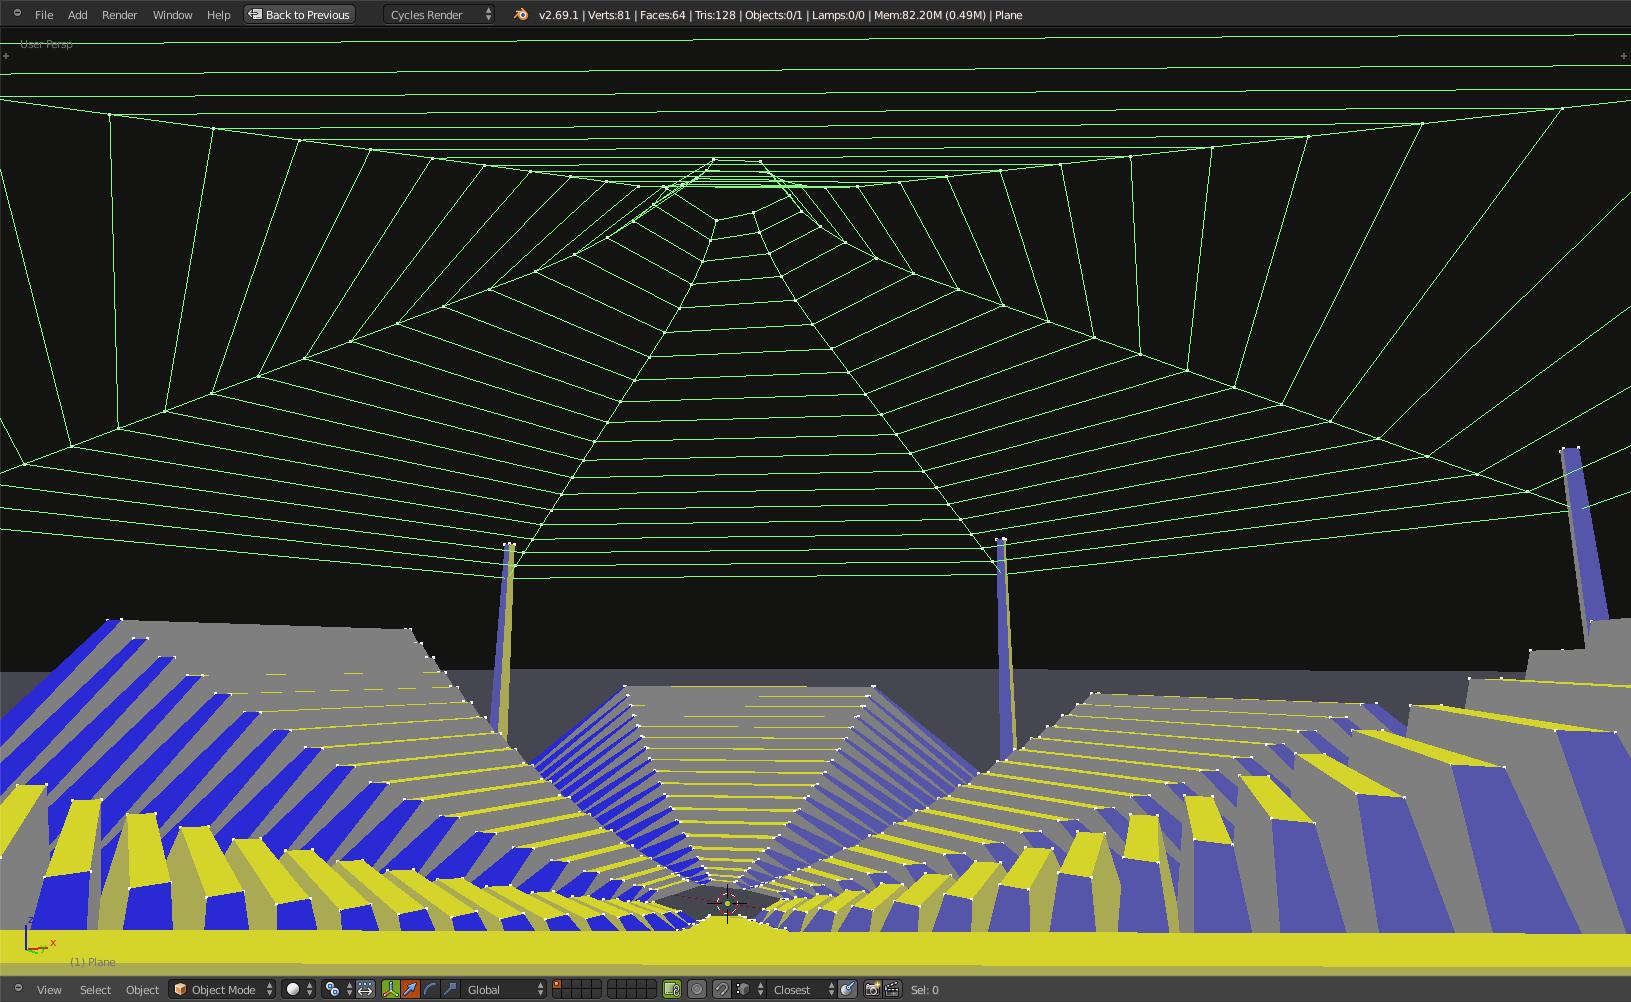 File Add Render Window Help Back to Previous Cycles Render v2.69.1 | Verts:81 | Faces:64 | Tris:128 | Objects:0/1 | Lamps:0/0 | Mem:82.20M (0.49M) | Plane
User Persp
z
x
(1) Plane
View Select Object Object Mode Global Closest Sel: 0